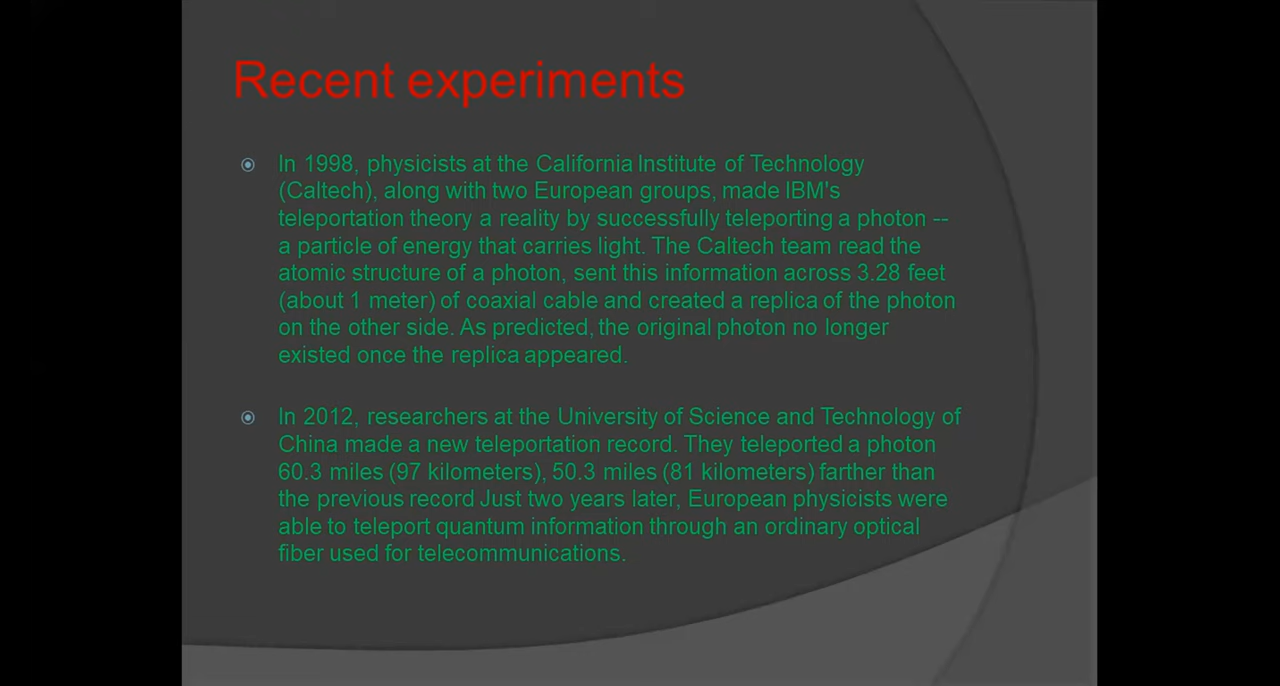 Recent experiments
In 1998, physicists at the California Institute of Technology
(Caltech), along with two European groups, made IBM's
teleportation theory a reality by successfully teleporting a photon --
a particle of energy that carries light. The Caltech team read the
atomic structure of a photon, sent this information across 3.28 feet
(about 1 meter) of coaxial cable and created a replica of the photon
on the other side. As predicted, the original photon no longer
existed once the replica appeared.
In 2012, researchers at the University of Science and Technology of
China made a new teleportation record. They teleported a photon
60.3 miles (97 kilometers), 50.3 miles (81 kilometers) farther than
the previous record Just two years later, European physicists were
able to teleport quantum information through an ordinary optical
fiber used for telecommunications.